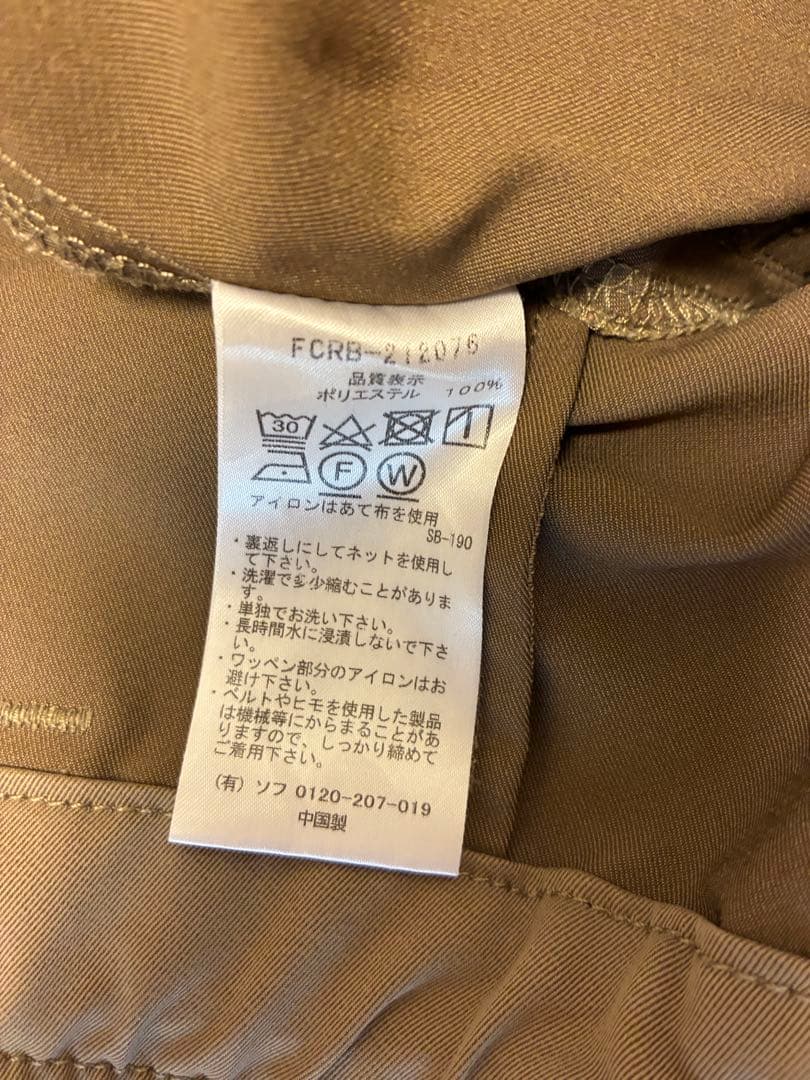 FCRB-212076
品質表示
ポリエステル 100%
30
F W
アイロンはあて布を使用
SB-190
・裏返しにしてネットを使用し
て下さい。
・洗濯で多少縮むことがありま
す。
・単独でお洗い下さい。
・長時間水に浸漬しないで下さ
い。
・ワッペン部分のアイロンはお
避け下さい。
・ベルトやヒモを使用した製品
は機械等にからまることがあ
りますので、しっかり締めて
ご着用下さい。
(有) ソフ 0120-207-019
中国製